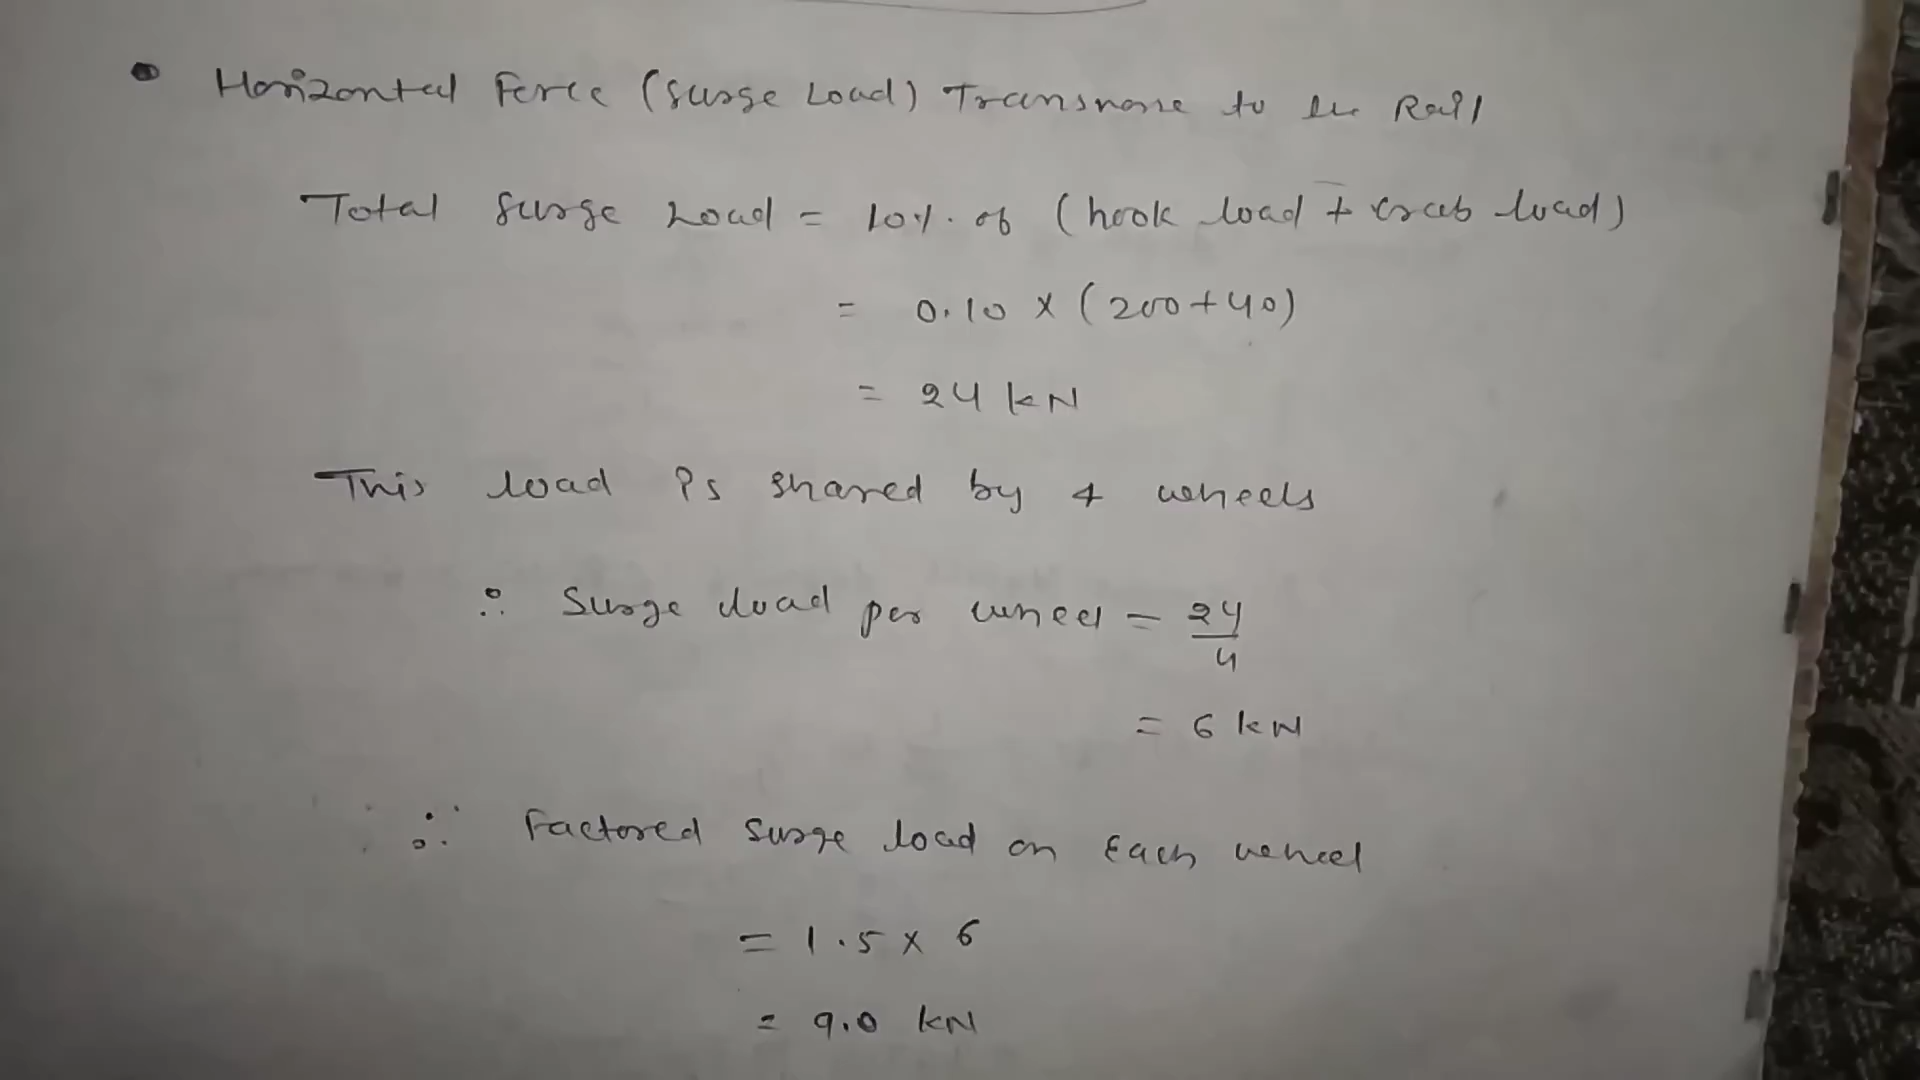 • Horizontal Force (Surge Load) Transverse to the Rail
Total Surge Load = 10% of (hook load + crab load)
= 0.10 x (200+40)
= 24 kN
This load is shared by 4 wheels
∴ Surge load per wheel = 24/4
= 6 kN
∴ Factored surge load on Each wheel
= 1.5 x 6
= 9.0 kN